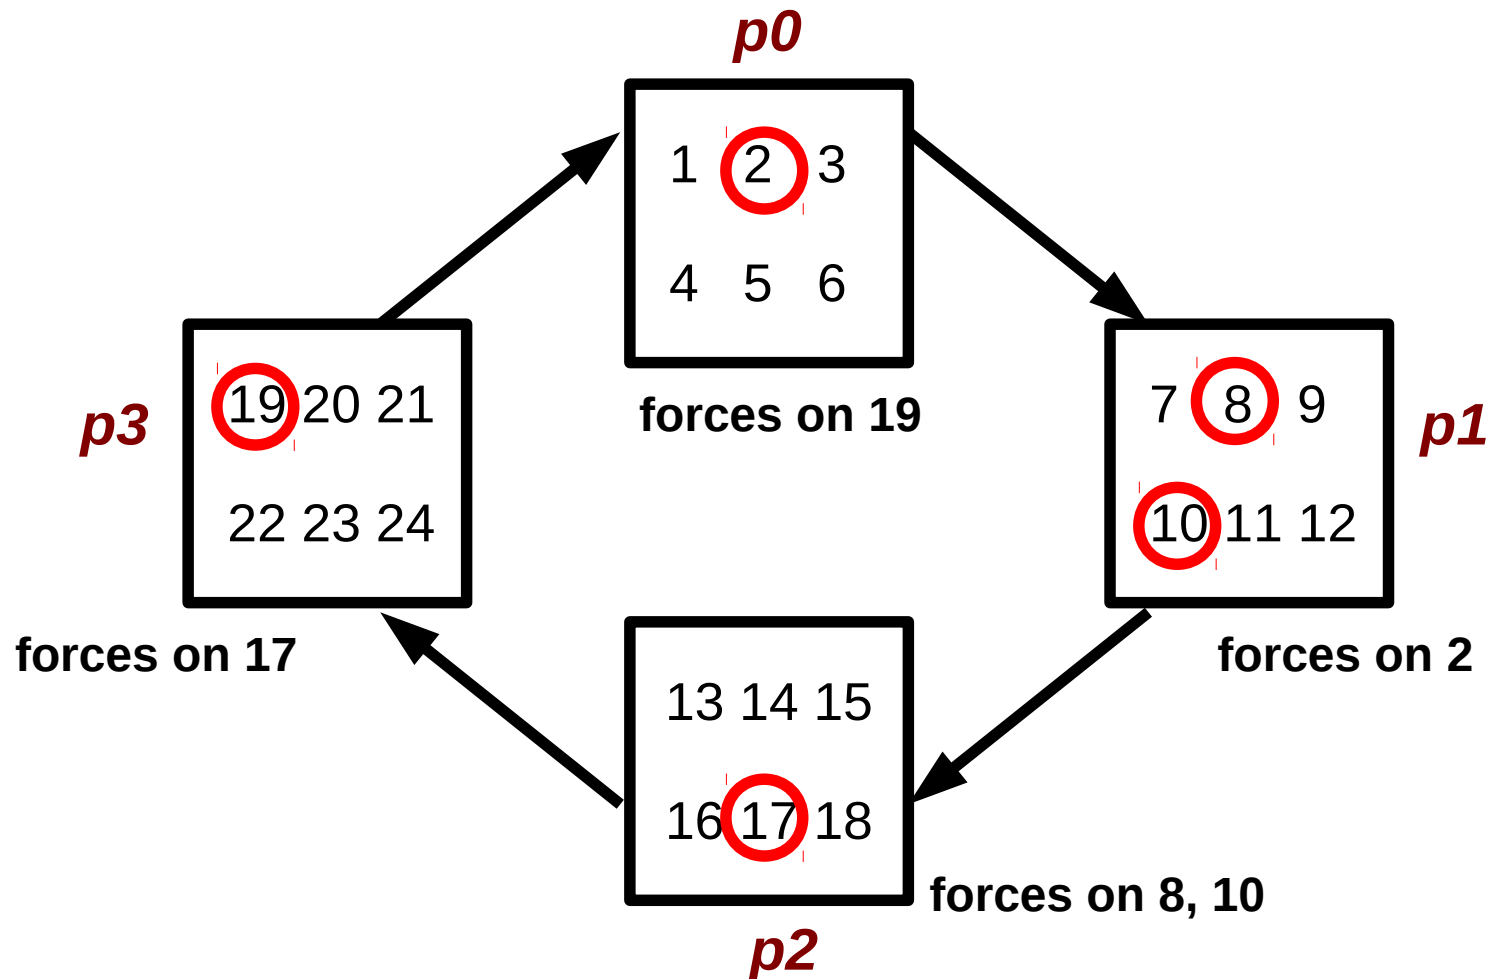 p0
1 2 3
4 5 6
forces on 19
p3
19 20 21
22 23 24
forces on 17
p1
7 8 9
10 11 12
forces on 2
13 14 15
16 17 18
forces on 8, 10
p2